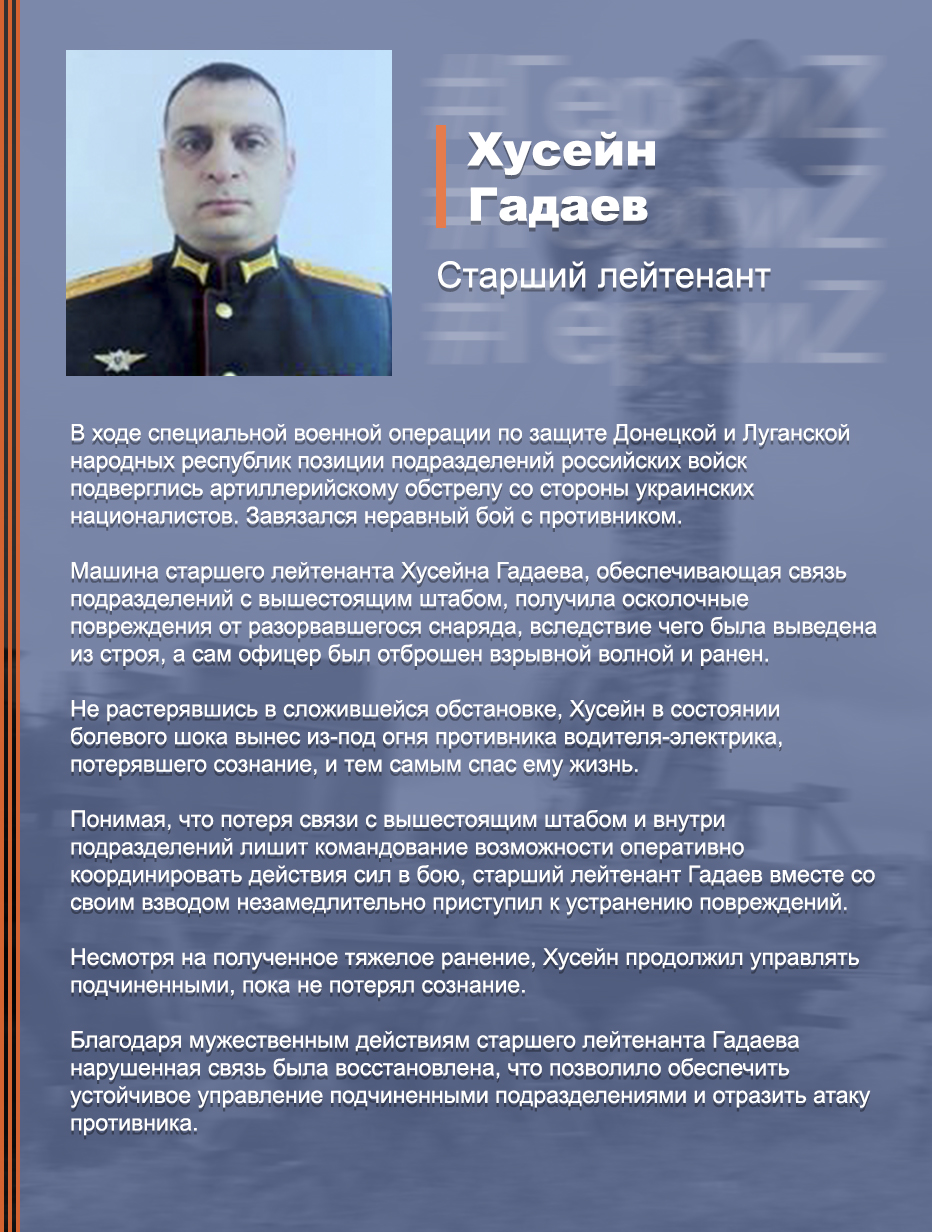 #ГероиZ
#ГероиZ
#ГероиZ
Хусейн
Гадаев
Старший лейтенант
В ходе специальной военной операции по защите Донецкой и Луганской
народных республик позиции подразделений российских войск
подверглись артиллерийскому обстрелу со стороны украинских
националистов. Завязался неравный бой с противником.
Машина старшего лейтенанта Хусейна Гадаева, обеспечивающая связь
подразделений с вышестоящим штабом, получила осколочные
повреждения от разорвавшегося снаряда, вследствие чего была выведена
из строя, а сам офицер был отброшен взрывной волной и ранен.
Не растерявшись в сложившейся обстановке, Хусейн в состоянии
болевого шока вынес из-под огня противника водителя-электрика,
потерявшего сознание, и тем самым спас ему жизнь.
Понимая, что потеря связи с вышестоящим штабом и внутри
подразделений лишит командование возможности оперативно
координировать действия сил в бою, старший лейтенант Гадаев вместе со
своим взводом незамедлительно приступил к устранению повреждений.
Несмотря на полученное тяжелое ранение, Хусейн продолжил управлять
подчиненными, пока не потерял сознание.
Благодаря мужественным действиям старшего лейтенанта Гадаева
нарушенная связь была восстановлена, что позволило обеспечить
устойчивое управление подчиненными подразделениями и отразить атаку
противника.